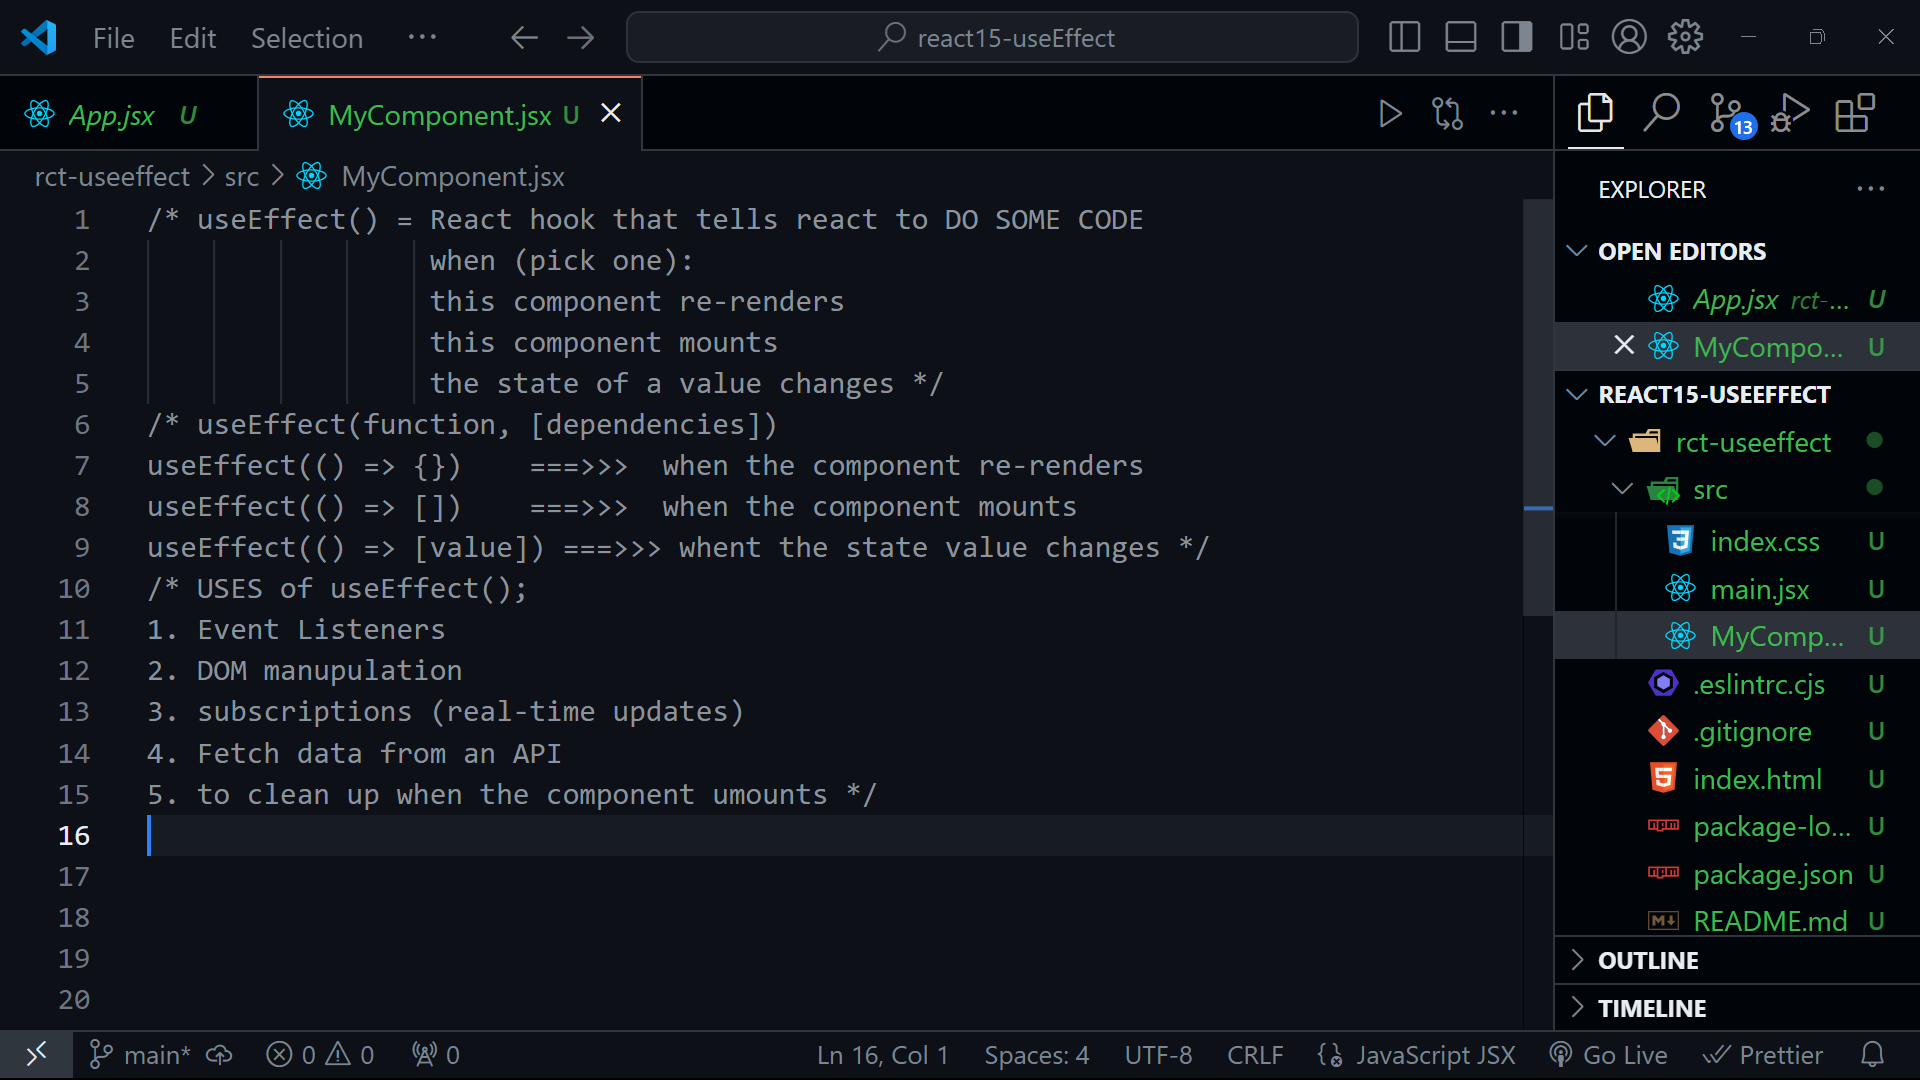 File Edit Selection ··· react15-useEffect
App.jsx U MyComponent.jsx U
rct-useeffect > src > MyComponent.jsx
1 /* useEffect() = React hook that tells react to DO SOME CODE
2 when (pick one):
3 this component re-renders
4 this component mounts
5 the state of a value changes */
6 /* useEffect(function, [dependencies])
7 useEffect(() => {}) ===>>> when the component re-renders
8 useEffect(() => []) ===>>> when the component mounts
9 useEffect(() => [value]) ===>>> whent the state value changes */
10 /* USES of useEffect();
11 1. Event Listeners
12 2. DOM manupulation
13 3. subscriptions (real-time updates)
14 4. Fetch data from an API
15 5. to clean up when the component umounts */
16
17
18
19
20
13
EXPLORER ···
OPEN EDITORS
App.jsx rct-... U
MyCompo... U
REACT15-USEEFFECT
rct-useeffect
src
index.css U
main.jsx U
MyComp... U
.eslintrc.cjs U
.gitignore U
index.html U
package-lo... U
package.json U
README.md U
OUTLINE
TIMELINE
main* 0 0 0 Ln 16, Col 1 Spaces: 4 UTF-8 CRLF JavaScript JSX Go Live Prettier